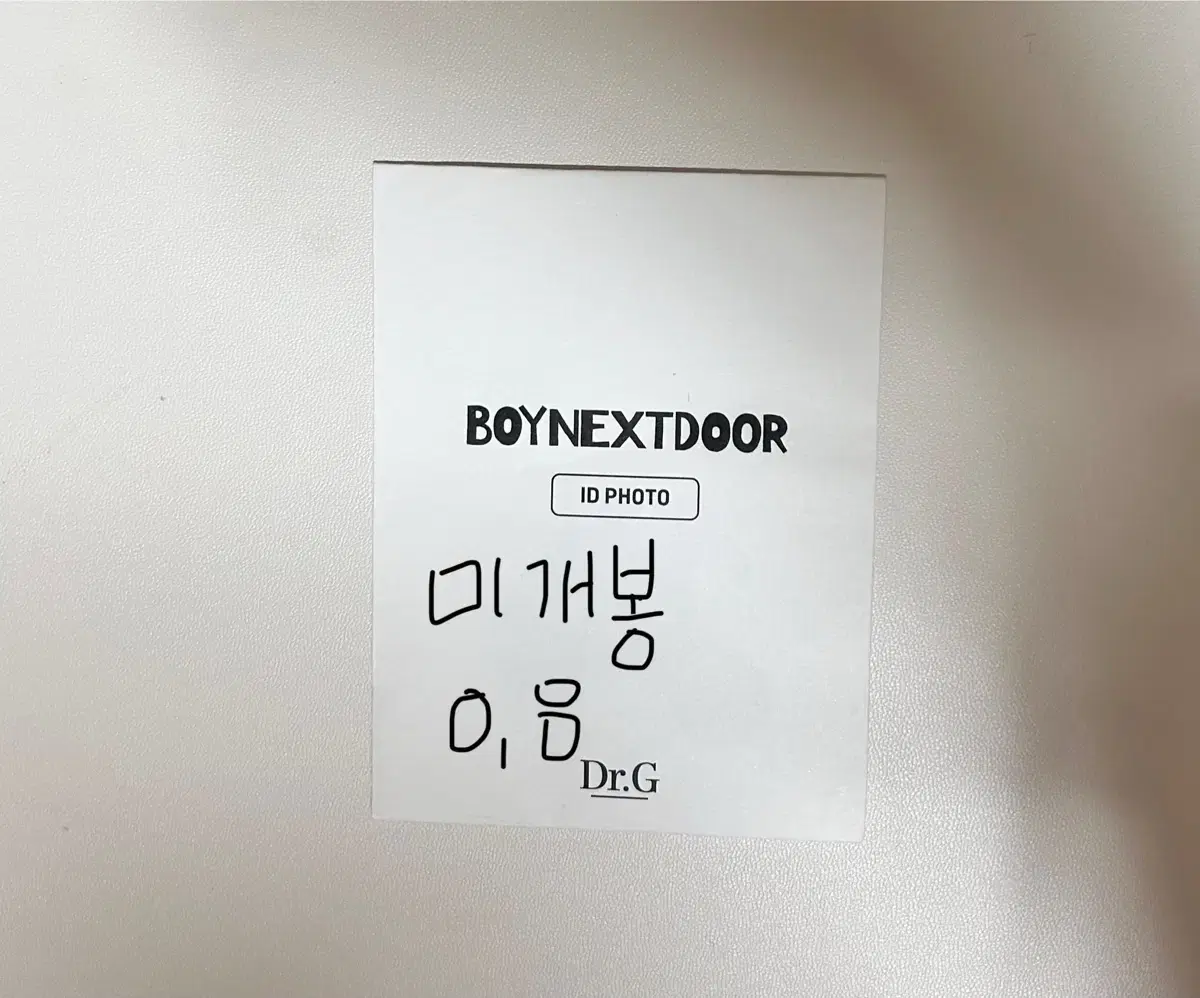 BOYNEXTDOOR
ID PHOTO
미개봉
이음
Dr.G